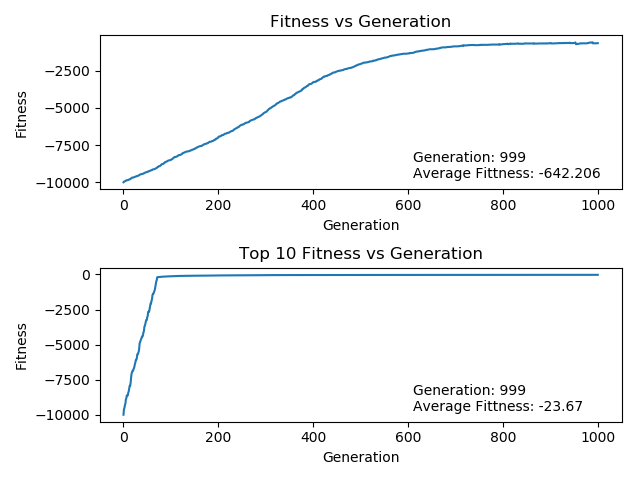 Fitness vs Generation
Fitness
−2500
−5000
−7500
−10000
0 200 400 600 800 1000
Generation: 999
Average Fittness: -642.206
Generation
Top 10 Fitness vs Generation
Fitness
0
−2500
−5000
−7500
−10000
0 200 400 600 800 1000
Generation: 999
Average Fittness: -23.67
Generation